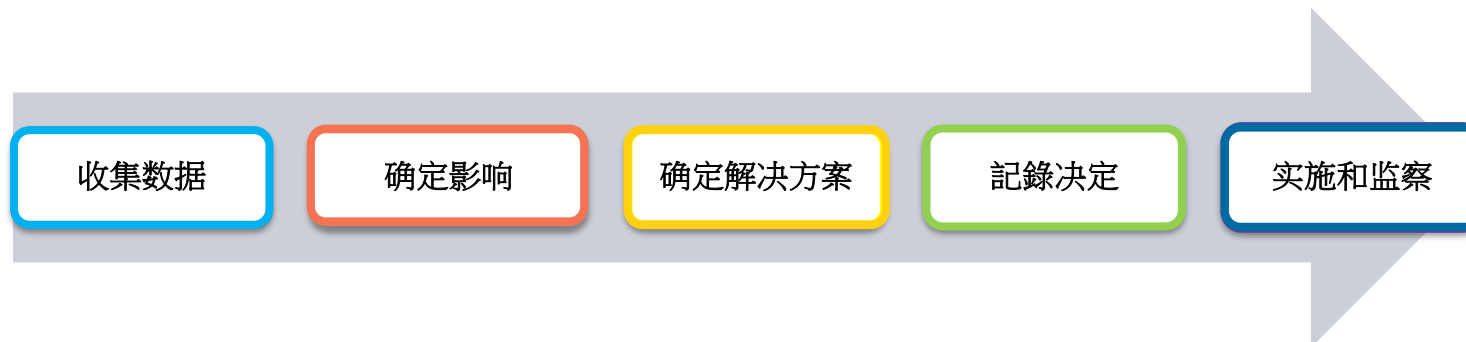 收集数据
确定影响
确定解决方案
記錄决定
实施和监察